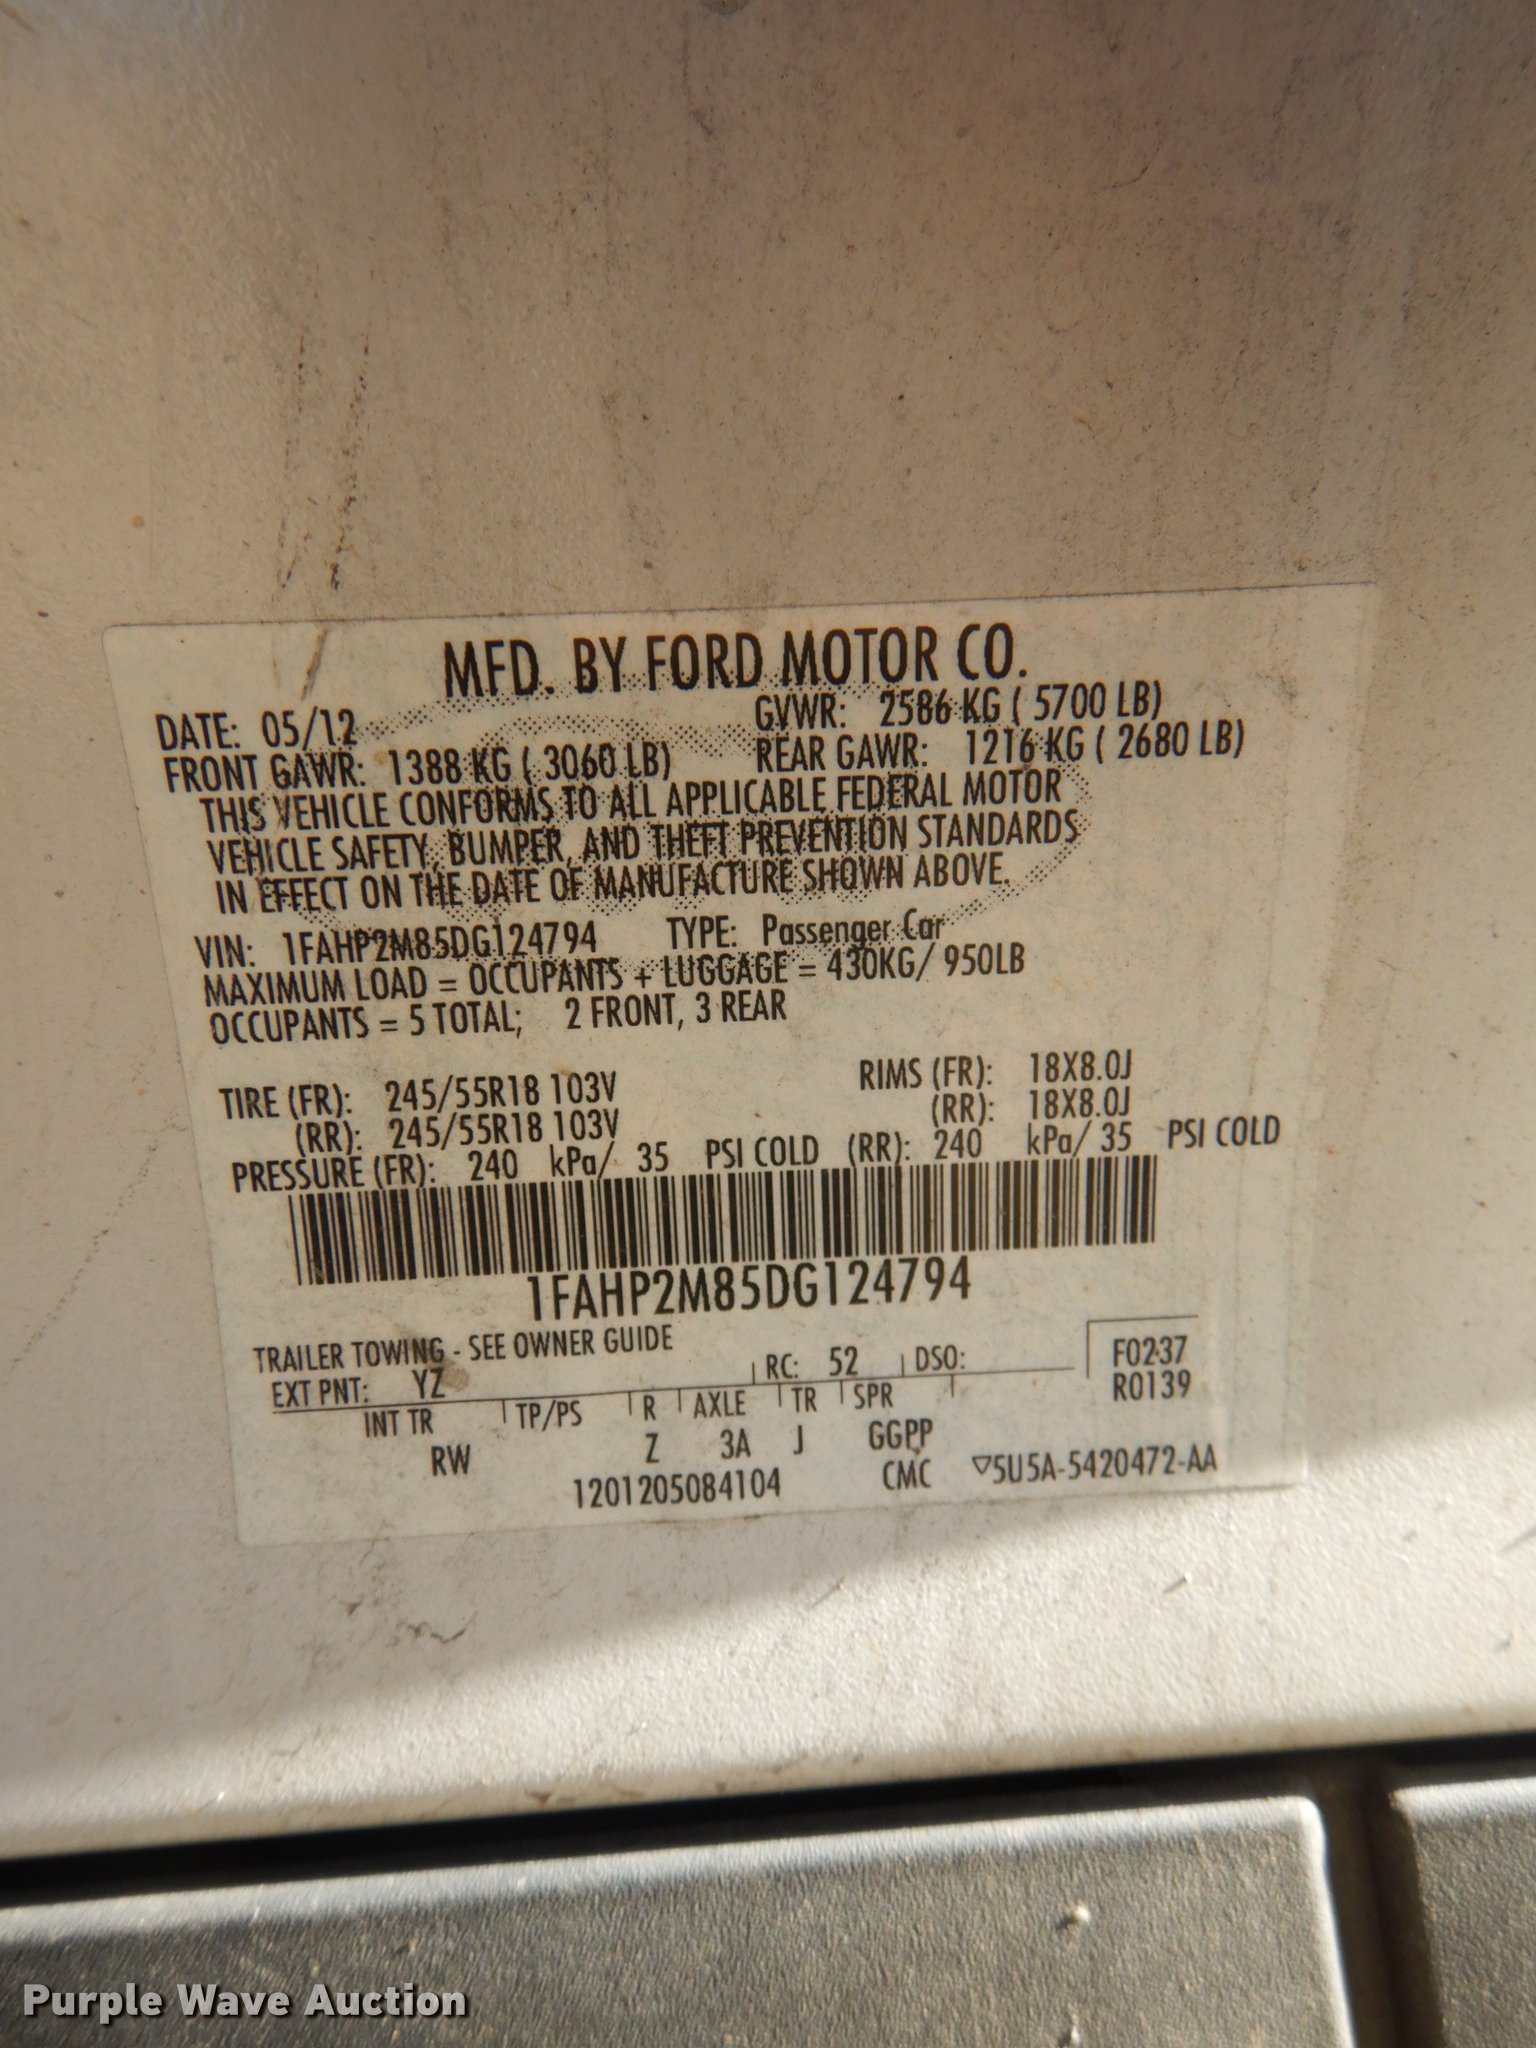 MFD. BY FORD MOTOR CO.
DATE: 05/12 GVWR: 2586 KG ( 5700 LB)
FRONT GAWR: 1388 KG ( 3060 LB) REAR GAWR: 1216 KG ( 2680 LB)
THIS VEHICLE CONFORMS TO ALL APPLICABLE FEDERAL MOTOR
VEHICLE SAFETY, BUMPER, AND THEFT PREVENTION STANDARDS
IN EFFECT ON THE DATE OF MANUFACTURE SHOWN ABOVE.
VIN: 1FAHP2M85DG124794 TYPE: Passenger Car
MAXIMUM LOAD = OCCUPANTS + LUGGAGE = 430KG/ 950LB
OCCUPANTS = 5 TOTAL; 2 FRONT, 3 REAR
TIRE (FR): 245/55R18 103V RIMS (FR): 18X8.0J
(RR): 245/55R18 103V (RR): 18X8.0J
PRESSURE (FR): 240 kPa/ 35 PSI COLD (RR): 240 kPa/ 35 PSI COLD
1FAHP2M85DG124794
TRAILER TOWING - SEE OWNER GUIDE
EXT PNT: YZ RC: 52 DSO: F0237
INT TR TP/PS R AXLE TR SPR R0139
RW Z 3A J GGPP
1201205084104 CMC ▽5U5A-5420472-AA
Purple Wave Auction